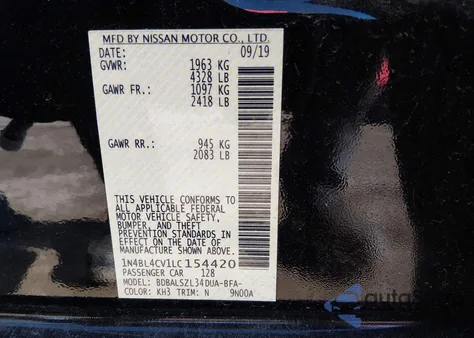 MFD BY NISSAN MOTOR CO., LTD.
DATE: 09/19
GVWR: 1963 KG
4328 LB
GAWR FR.: 1097 KG
2418 LB
GAWR RR.: 945 KG
2083 LB
THIS VEHICLE CONFORMS TO
ALL APPLICABLE FEDERAL
MOTOR VEHICLE SAFETY,
BUMPER, AND THEFT
PREVENTION STANDARDS
IN EFFECT ON THE DATE OF
MANUFACTURE SHOWN ABOVE.
1N4BL4CV1LC154420
PASSENGER CAR 128
MODEL: BDBALSZL34DUA-BFA-
COLOR: KH3 TRIM: N 9N00A